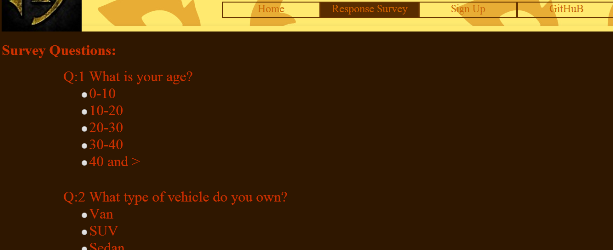 Home Response Survey Sign Up GitHuB
Survey Questions:
Q:1 What is your age?
0-10
10-20
20-30
30-40
40 and >
Q:2 What type of vehicle do you own?
Van
SUV
Sedan